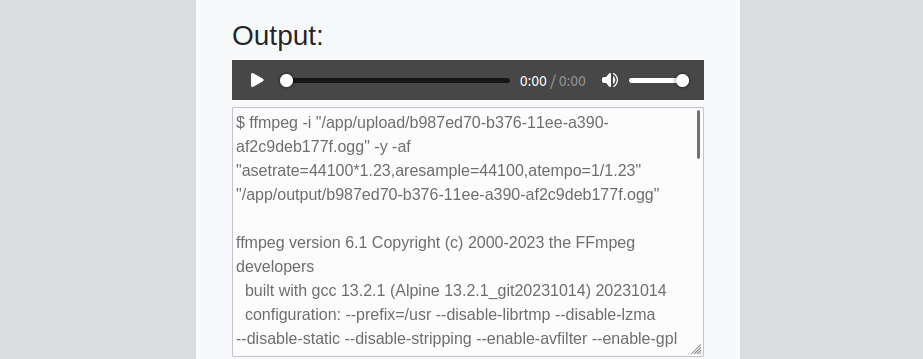 Output:
0:00 / 0:00
$ ffmpeg -i "/app/upload/b987ed70-b376-11ee-a390-
af2c9deb177f.ogg" -y -af
"asetrate=44100*1.23,aresample=44100,atempo=1/1.23"
"/app/output/b987ed70-b376-11ee-a390-af2c9deb177f.ogg"
ffmpeg version 6.1 Copyright (c) 2000-2023 the FFmpeg
developers
built with gcc 13.2.1 (Alpine 13.2.1_git20231014) 20231014
configuration: --prefix=/usr --disable-librtmp --disable-lzma
--disable-static --disable-stripping --enable-avfilter --enable-gpl